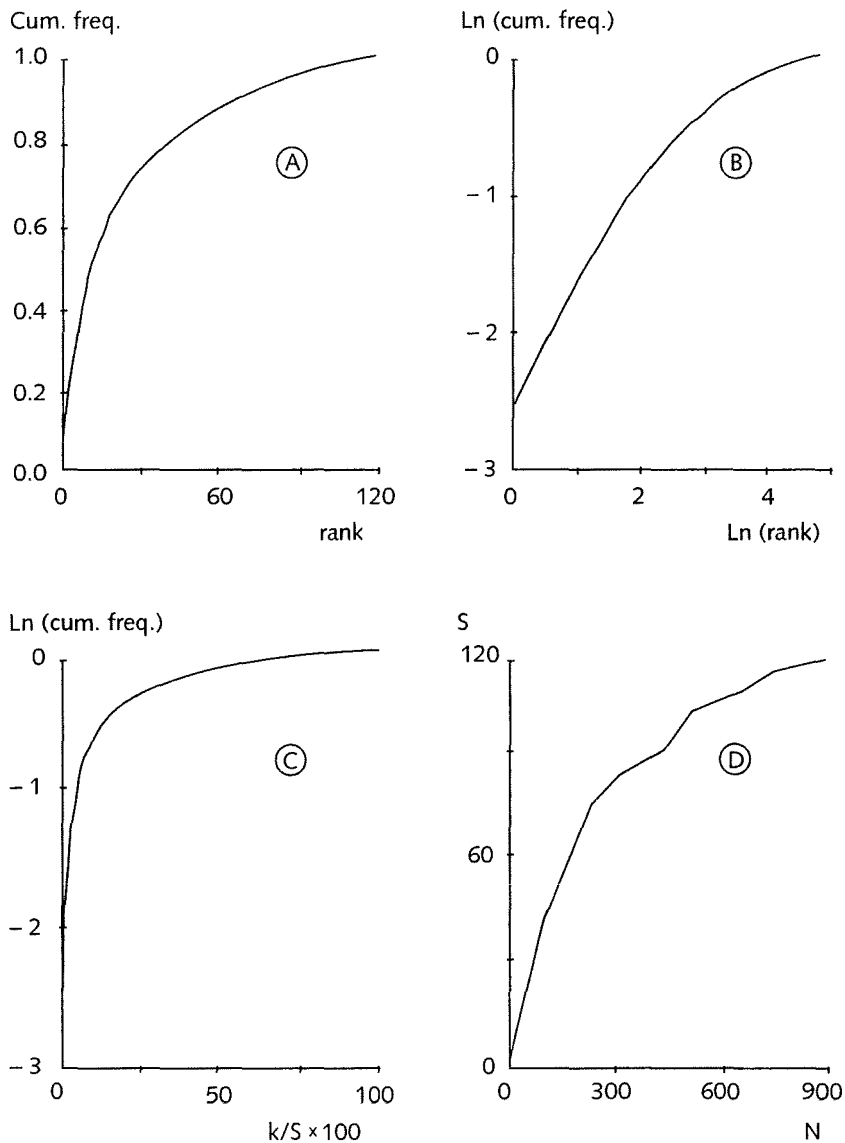 Cum. freq.
1.0
0.8
0.6
0.4
0.2
0.0
0
60
120
rank
A
Ln (cum. freq.)
0
– 1
– 2
– 3
0
2
4
Ln (rank)
B
Ln (cum. freq.)
0
– 1
– 2
– 3
0
50
100
k/S × 100
C
S
120
60
0
0
300
600
900
N
D